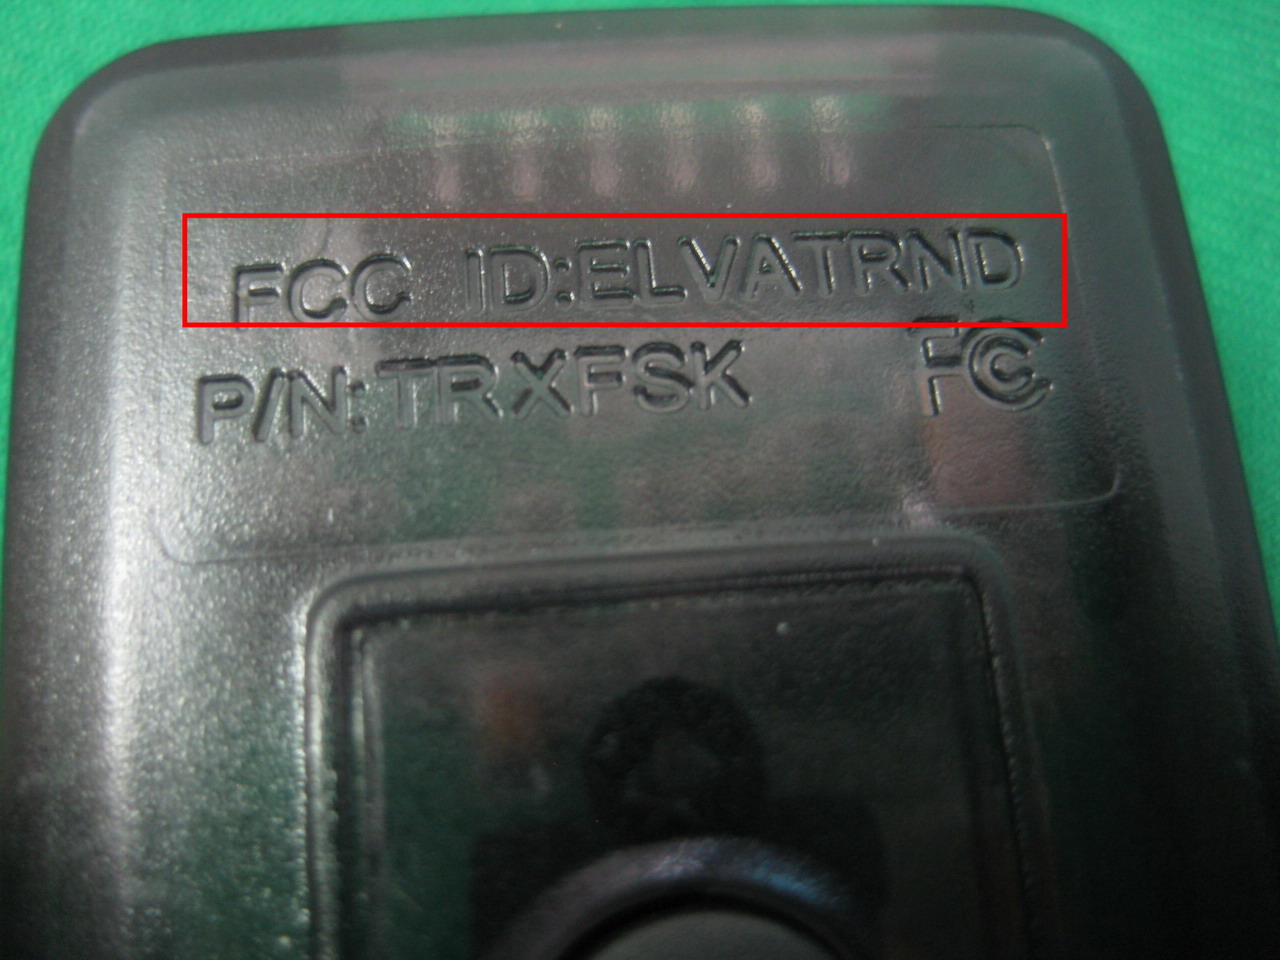 FCC ID:ELVATRND
P/N:TRXFSK
FC